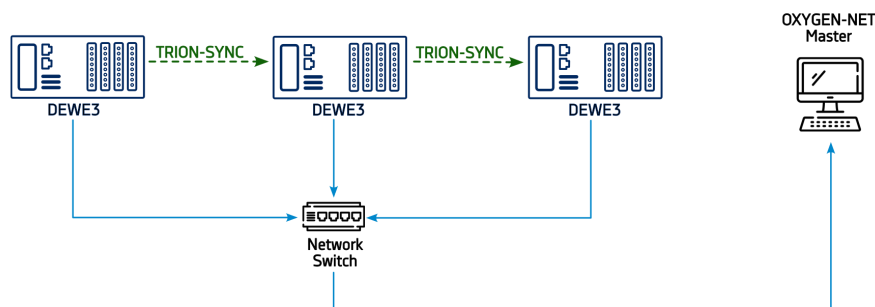 OXYGEN-NET
Master
TRION-SYNC
TRION-SYNC
DEWE3
DEWE3
DEWE3
Network
Switch